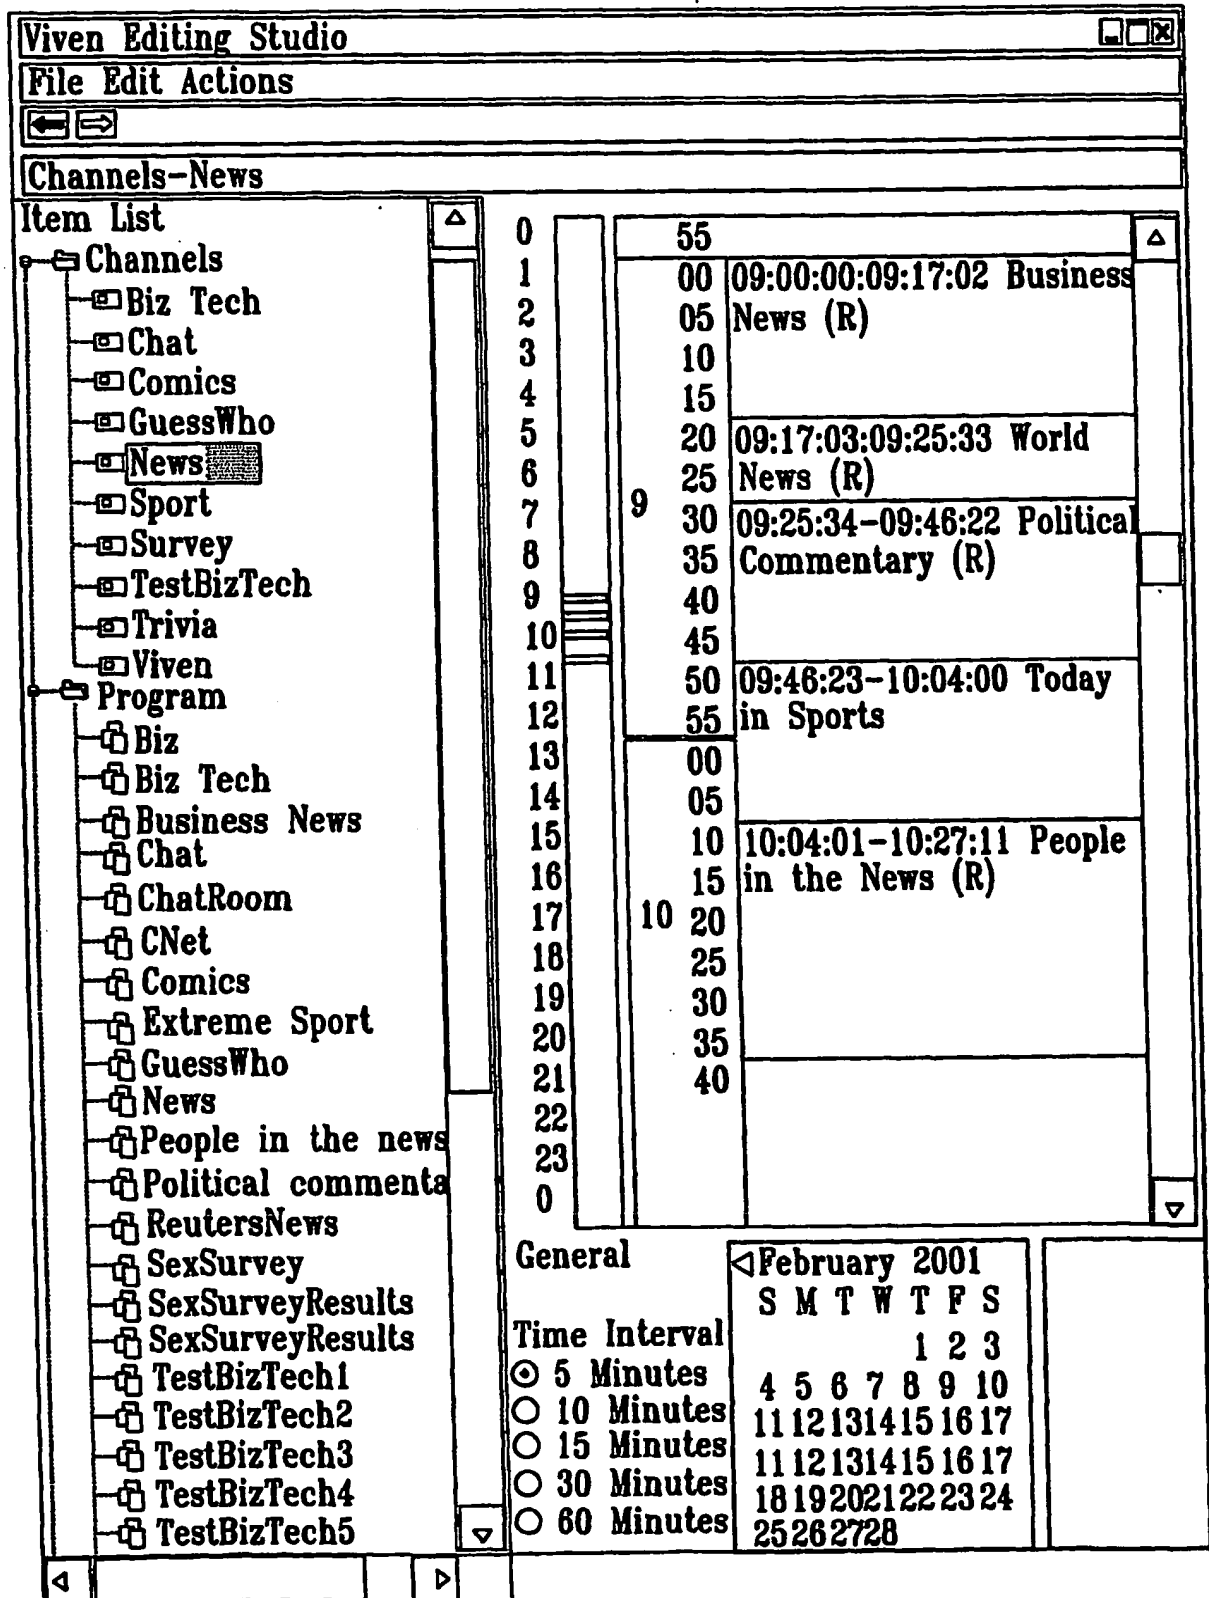 Viven Editing Studio
File Edit Actions
Channels-News
Item List
Channels
Biz Tech
Chat
Comics
GuessWho
News
Sport
Survey
TestBizTech
Trivia
Viven
Program
Biz
Biz Tech
Business News
Chat
ChatRoom
CNet
Comics
Extreme Sport
GuessWho
News
People in the news
Political commenta
ReutersNews
SexSurvey
SexSurveyResults
SexSurveyResults
TestBizTech1
TestBizTech2
TestBizTech3
TestBizTech4
TestBizTech5
0
1
2
3
4
5
6
7
8
9
10
11
12
13
14
15
16
17
18
19
20
21
22
23
0
55
9
00
05
10
15
20
25
30
35
40
45
50
55
10
00
05
10
15
20
25
30
35
40
09:00:00:09:17:02 Business
News (R)
09:17:03:09:25:33 World
News (R)
09:25:34-09:46:22 Political
Commentary (R)
09:46:23-10:04:00 Today
in Sports
10:04:01-10:27:11 People
in the News (R)
General
Time Interval
5 Minutes
10 Minutes
15 Minutes
30 Minutes
60 Minutes
February 2001
S M T W T F S
1 2 3
4 5 6 7 8 9 10
11 12 13 14 15 16 17
11 12 13 14 15 16 17
18 19 20 21 22 23 24
25 26 27 28